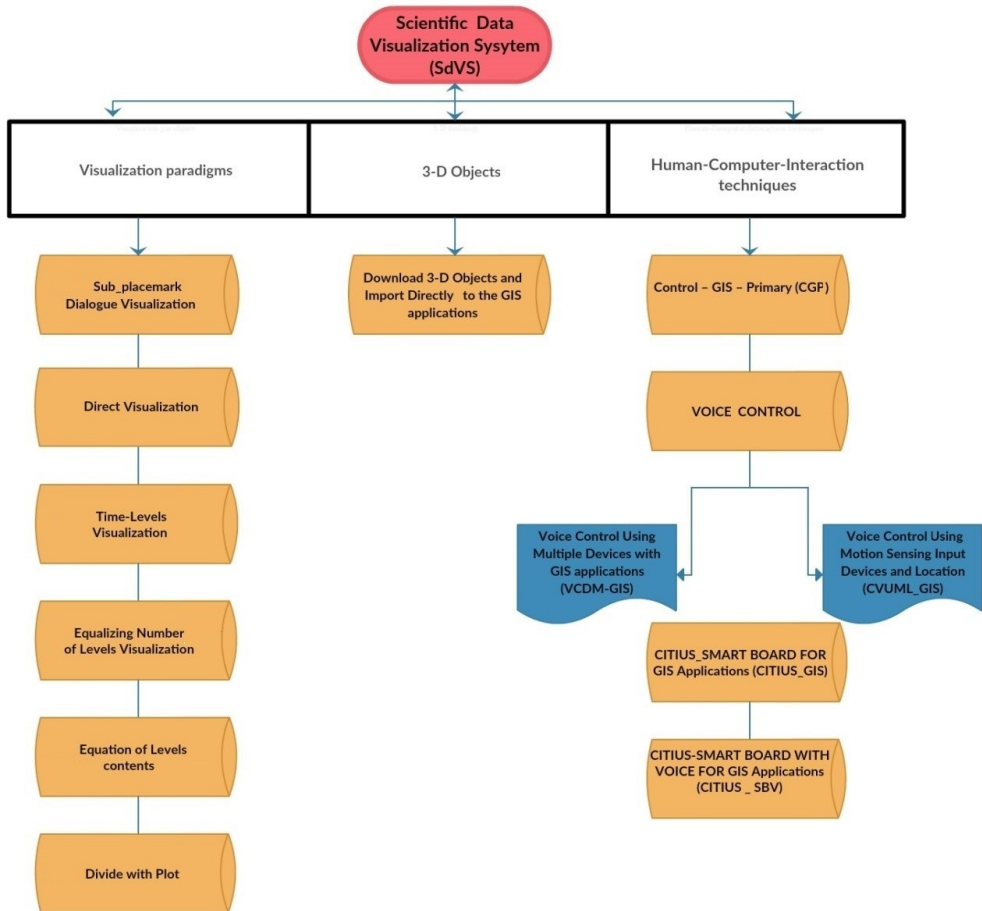 Scientific Data
Visualization Sysytem
(SdVS)
Visualization paradigms
3-D Objects
Human-Computer-Interaction
techniques
Sub_placemark
Dialogue Visualization
Download 3-D Objects and
Import Directly to the GIS
applications
Control – GIS – Primary (CGP)
Direct Visualization
VOICE CONTROL
Time-Levels
Visualization
Voice Control Using
Multiple Devices with
GIS applications
(VCDM-GIS)
Voice Control Using
Motion Sensing Input
Devices and Location
(CVUML_GIS)
Equalizing Number
of Levels Visualization
CITIUS_SMART BOARD FOR
GIS Applications (CITIUS_GIS)
Equation of Levels
contents
CITIUS-SMART BOARD WITH
VOICE FOR GIS Applications
(CITIUS _ SBV)
Divide with Plot